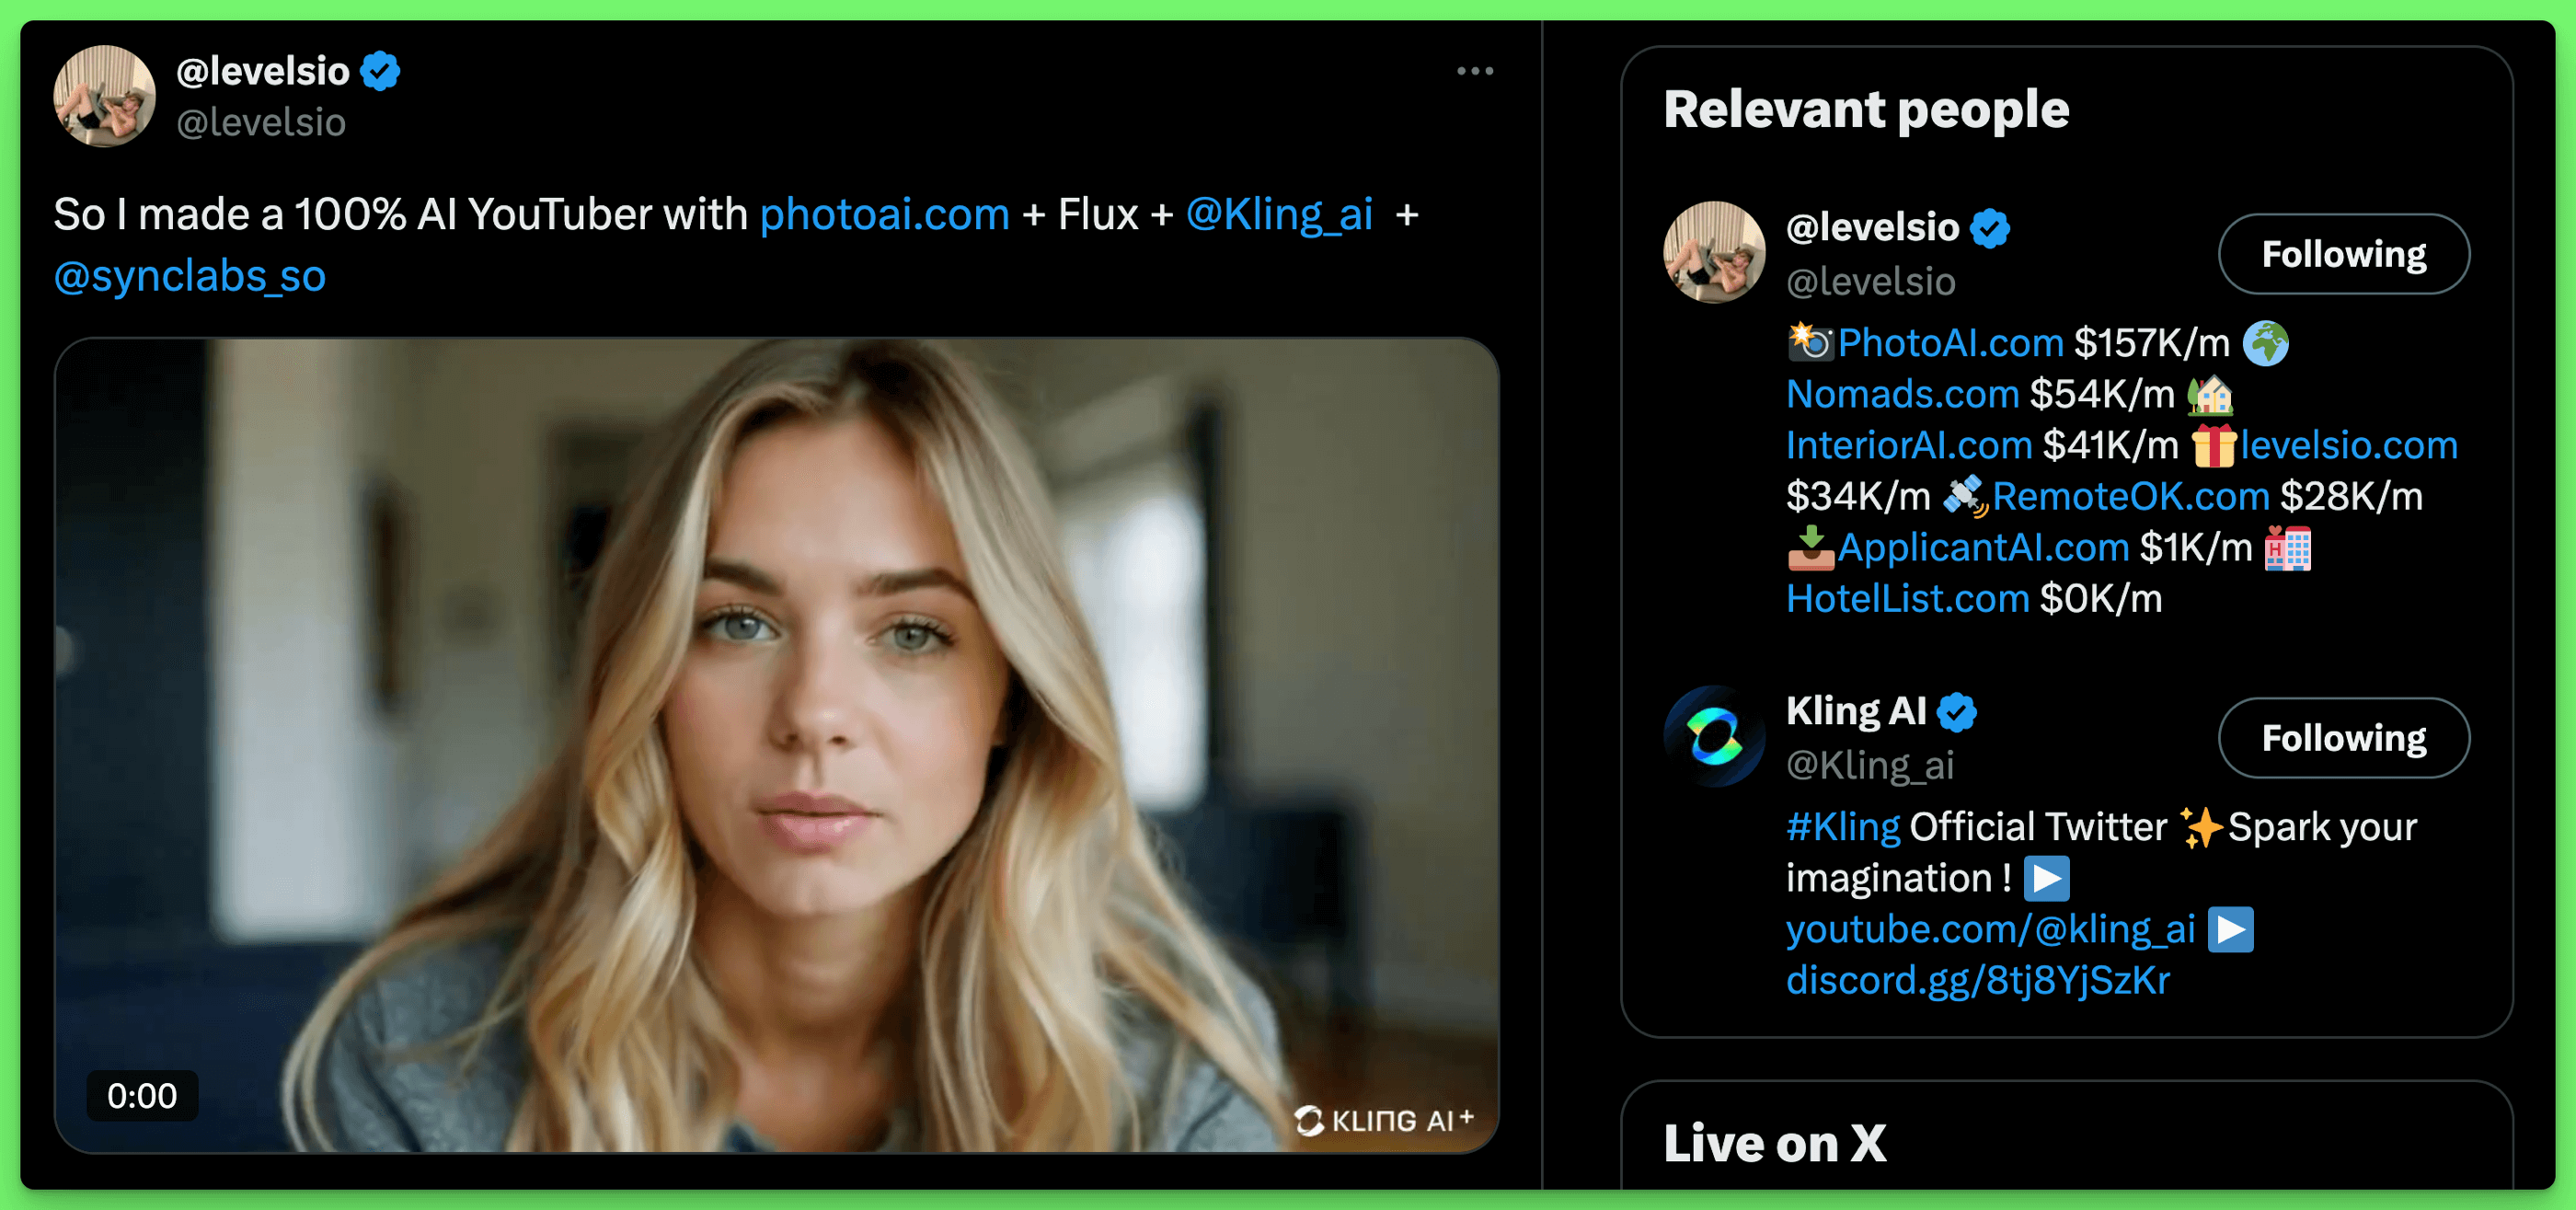 @levelsio
@levelsio
So I made a 100% AI YouTuber with photoai.com + Flux + @Kling_ai +
@synclabs_so
0:00
KLING AI+
Relevant people
@levelsio
@levelsio
Following
📸PhotoAI.com $157K/m 🌍
Nomads.com $54K/m 🏡
InteriorAI.com $41K/m 🎁levelsio.com
$34K/m 🛰RemoteOK.com $28K/m
📥ApplicantAI.com $1K/m 🏩
HotelList.com $0K/m
Kling AI
@Kling_ai
Following
#Kling Official Twitter ✨Spark your
imagination ! ▶️
youtube.com/@kling_ai ▶️
discord.gg/8tj8YjSzKr
Live on X